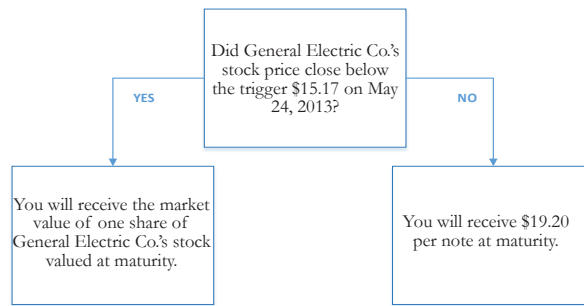 Did General Electric Co.'s
stock price close below
the trigger $15.17 on May
24, 2013?
YES
NO
You will receive the market
value of one share of
General Electric Co.'s stock
valued at maturity.
You will receive $19.20
per note at maturity.